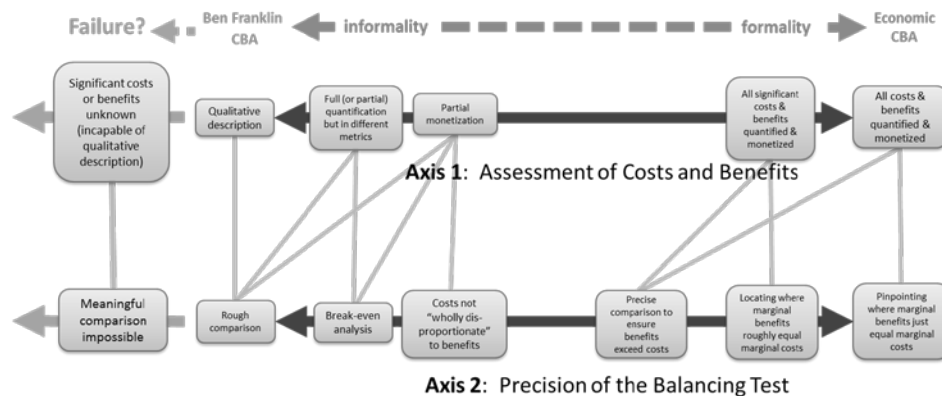 Failure?
Ben Franklin
CBA
informality
formality
Economic
CBA
Significant costs
or benefits
unknown
(incapable of
qualitative
description)
Qualitative
description
Full (or partial)
quantification
but in different
metrics
Partial
monetization
All significant
costs &
benefits
quantified &
monetized
All costs &
benefits
quantified &
monetized
Axis 1: Assessment of Costs and Benefits
Meaningful
comparison
impossible
Rough
comparison
Break-even
analysis
Costs not
"wholly dis-
proportionate"
to benefits
Precise
comparison to
ensure
benefits
exceed costs
Locating where
marginal
benefits
roughly equal
marginal costs
Pinpointing
where marginal
benefits just
equal marginal
costs
Axis 2: Precision of the Balancing Test